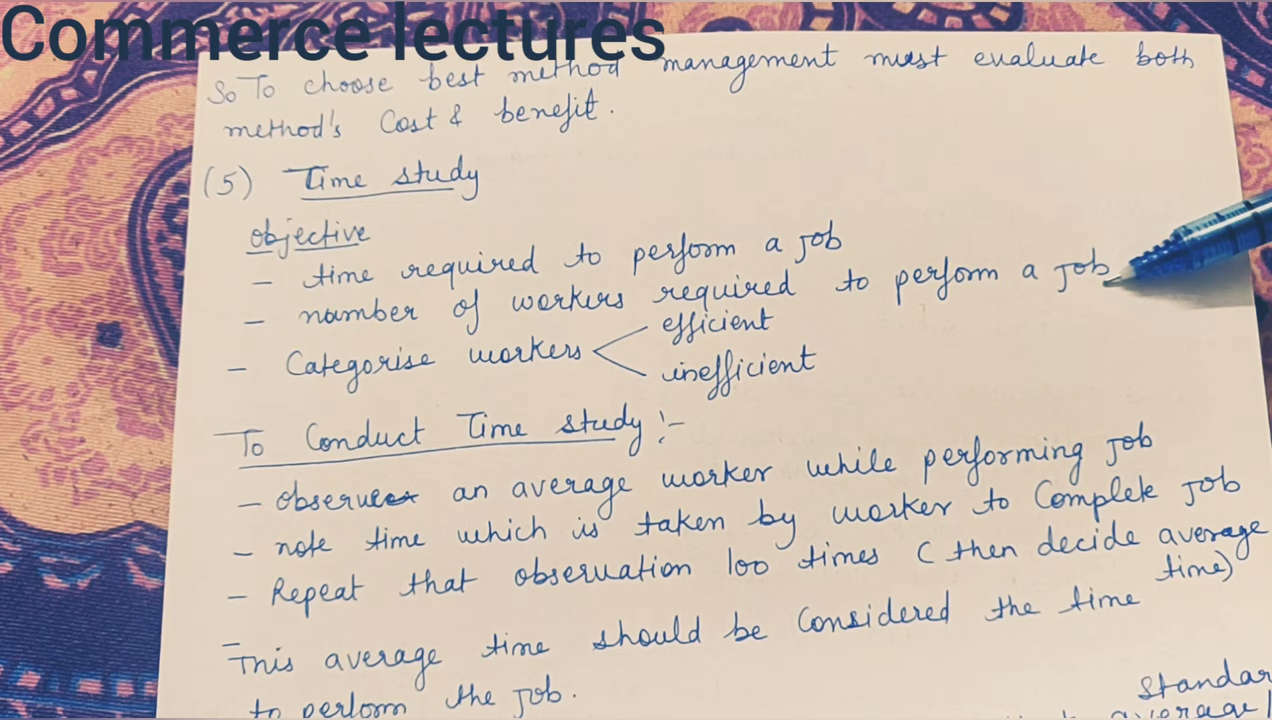 Commerce lectures
So To choose best method management must evaluate both
method's Cost & benefit.
(5) Time study
objective
- time required to perform a job
- number of workers required to perform a job
- Categorise workers < efficient
inefficient
To Conduct Time study :-
- observe an average worker while performing job
- note time which is taken by worker to Complete job
- Repeat that observation 100 times ( then decide average
time)
- This average time should be Considered the time
to perform the job.
Standar
average